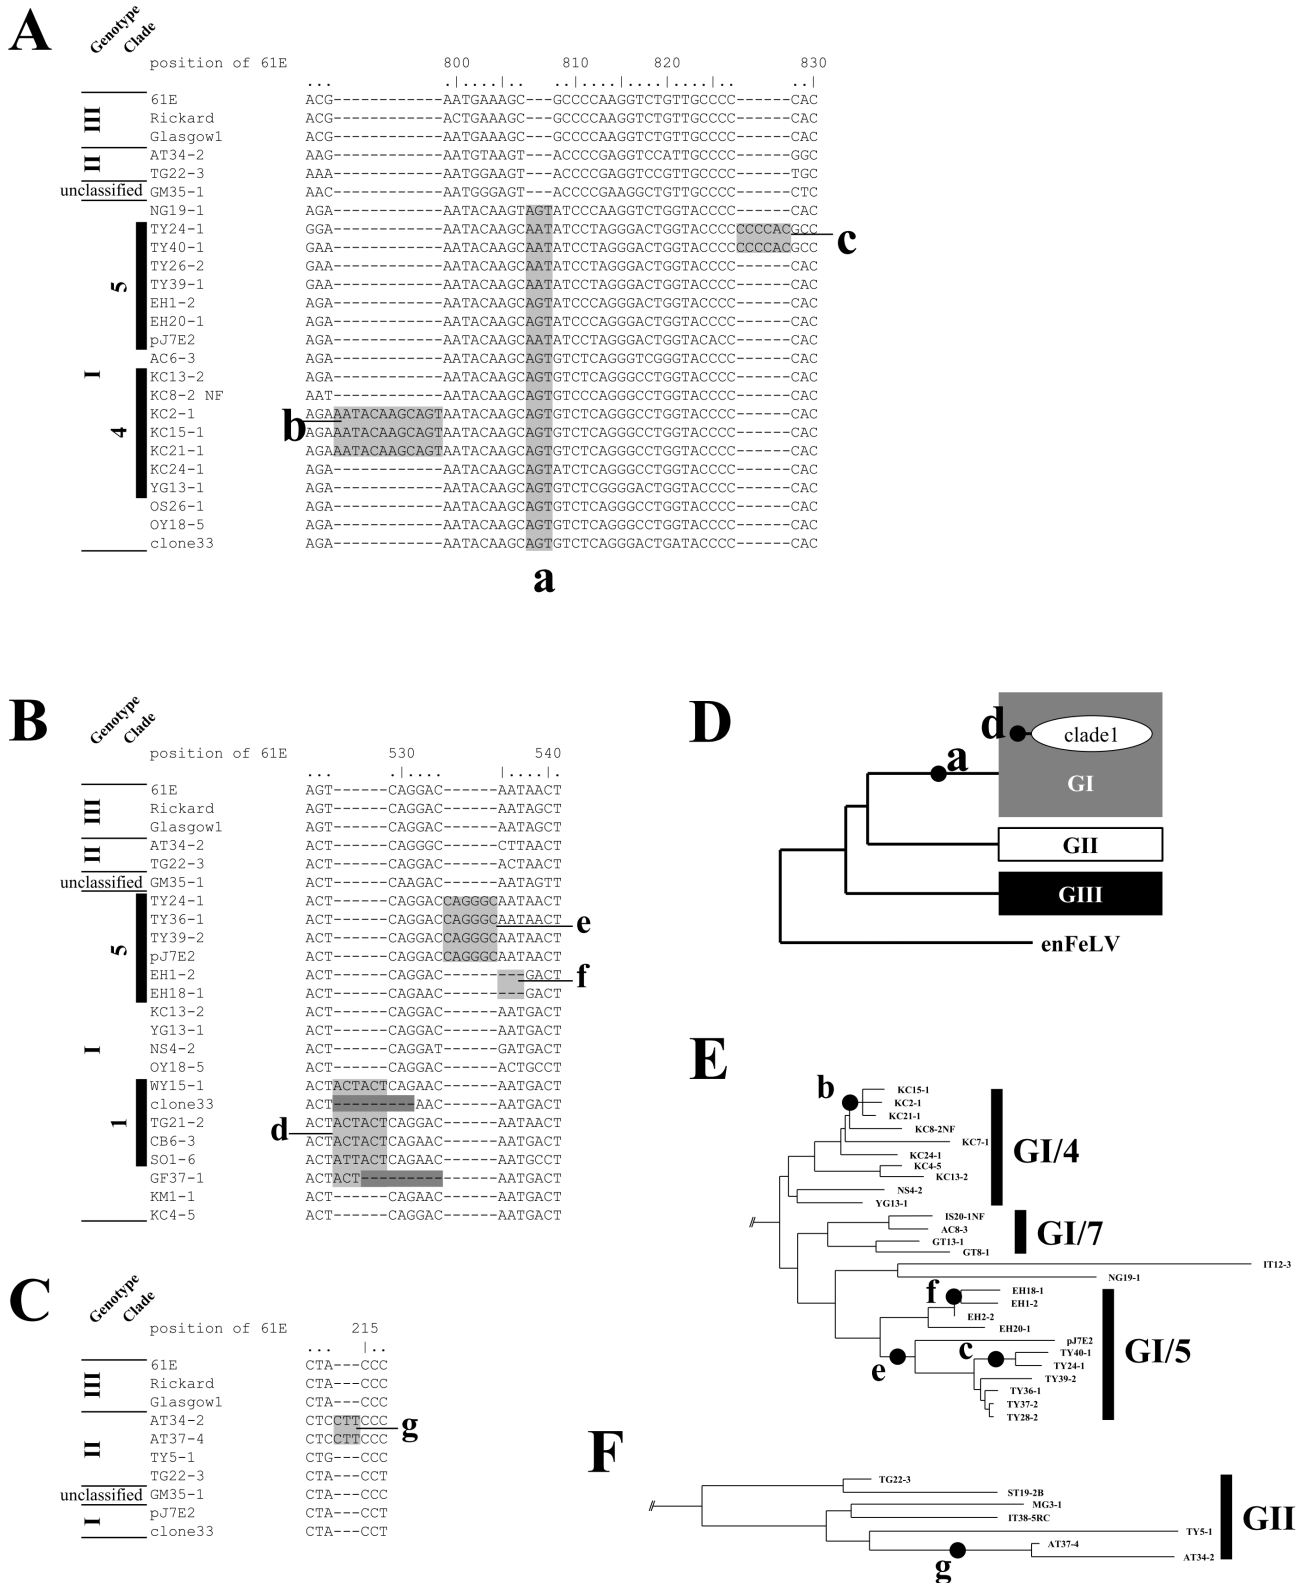 A
Genotype
Clade
position of 61E 800 810 820 830
... | ...|....|....|....|.. ..|
61E ACG------------AATGAAAGC---GCCCCAAGGTCTGTTGCCCC------CAC
Rickard ACG------------ACTGAAAGC---GCCCCAAGGTCTGTTGCCCC------CAC
III
Glasgow1 ACG------------AATGAAAGC---GCCCCAAGGTCTGTTGCCCC------CAC
AT34-2 AAG------------AATGTAAGT---ACCCCGAGGTCCATTGCCCC------GGC
II
TG22-3 AAA------------AATGGAAGT---ACCCCGAGGTCCGTTGCCCC------TGC
unclassified GM35-1 AAC------------AATGGGAGT---ACCCCGAAGGCTGTTGCCCC------CTC
NG19-1 AGA------------AATACAAGTAGTATCCCAAGGTCTGGTACCCC------CAC
TY24-1 GGA------------AATACAAGCAATATCCTAGGGACTGGTACCCCCCCCACGCC
c
TY40-1 GAA------------AATACAAGCAATATCCTAGGGACTGGTACCCCCCCCACGCC
TY26-2 GAA------------AATACAAGCAATATCCTAGGGACTGGTACCCC------CAC
TY39-1 GAA------------AATACAAGCAATATCCTAGGGACTGGTACCCC------CAC
5
EH1-2 AGA------------AATACAAGCAGTATCCCAGGGACTGGTACCCC------CAC
EH20-1 AGA------------AATACAAGCAGTATCCCAGGGACTGGTACCCC------CAC
pJ7E2 AGA------------AATACAAGCAATATCCTAGGGACTGGTACACC------CAC
AC6-3 AGA------------AATACAAGCAGTGTCTCAGGGTCGGGTACCCC------CAC
I
KC13-2 AGA------------AATACAAGCAGTGTCTCAGGGCCTGGTACCCC------CAC
KC8-2 NF AAT------------AATACAAGCAGTGTCCCAGGGCCTGGTACCCC------CAC
KC2-1 AGAAATACAAGCAGTAATACAAGCAGTGTCTCAGGGCCTGGTACCCC------CAC
b
4
KC15-1 AGAAATACAAGCAGTAATACAAGCAGTGTCTCAGGGCCTGGTACCCC------CAC
KC21-1 AGAAATACAAGCAGTAATACAAGCAGTGTCTCAGGGCCTGGTACCCC------CAC
KC24-1 AGA------------AATACAAGCAGTATCTCAGGGCCTGGTACCCC------CAC
YG13-1 AGA------------AATACAAGCAGTGTCTCGGGGACTGGTACCCC------CAC
OS26-1 AGA------------AATACAAGCAGTGTCTCAGGGCCTGGTACCCC------CAC
OY18-5 AGA------------AATACAAGCAGTGTCTCAGGGCCTGGTACCCC------CAC
clone33 AGA------------AATACAAGCAGTGTCTCAGGGACTGATACCCC------CAC
a
B
Genotype
Clade
position of 61E 530 540
61E AGT------CAGGAC------AATAACT
Rickard AGT------CAGGAC------AATAGCT
III
Glasgow1 AGT------CAGGAC------AATAGCT
AT34-2 ACT------CAGGGC------CTTAACT
II
TG22-3 ACT------CAGGAC------ACTAACT
unclassified GM35-1 ACT------CAAGAC------AATAGTT
TY24-1 ACT------CAGGACCAGGGCAATAACT
TY36-1 ACT------CAGGACCAGGGCAATAACT
e
TY39-2 ACT------CAGGACCAGGGCAATAACT
5
pJ7E2 ACT------CAGGACCAGGGCAATAACT
EH1-2 ACT------CAGGAC---------GACT
f
EH18-1 ACT------CAGAAC---------GACT
KC13-2 ACT------CAGGAC------AATGACT
YG13-1 ACT------CAGGAC------AATGACT
I
NS4-2 ACT------CAGGAT------GATGACT
OY18-5 ACT------CAGGAC------ACTGCCT
WY15-1 ACTACTACTCAGAAC------AATGACT
clone33 ACT---------AAC------AATGACT
1
TG21-2 ACTACTACTCAGGAC------AATAACT
d
CB6-3 ACTACTACTCAGAAC------AATGACT
SO1-6 ACTATTACTCAGAAC------AATGCCT
GF37-1 ACTACT---------------AATGACT
KM1-1 ACT------CAGAAC------AATGACT
KC4-5 ACT------CAGGAC------AATGACT
C
Genotype
Clade
position of 61E 215
61E CTA---CCC
Rickard CTA---CCC
III
Glasgow1 CTA---CCC
AT34-2 CTCCTTCCC
g
AT37-4 CTCCTTCCC
II
TY5-1 CTG---CCC
TG22-3 CTA---CCT
unclassified GM35-1 CTA---CCC
pJ7E2 CTA---CCT
I
clone33 CTA---CCT
D
d
clade1
a
GI
GII
GIII
enFeLV
E
b
KC15-1
KC2-1
KC21-1
KC8-2NF
KC7-1
KC24-1
KC4-5
KC13-2
NS4-2
YG13-1
GI/4
IS20-1NF
AC8-3
GT13-1
GT8-1
GI/7
IT12-3
NG19-1
f
EH18-1
EH1-2
EH2-2
EH20-1
pJ7E2
e
c
TY40-1
TY24-1
TY39-2
TY36-1
TY37-2
TY28-2
GI/5
F
TG22-3
ST19-2B
MG3-1
IT38-5RC
TY5-1
AT37-4
g
AT34-2
GII